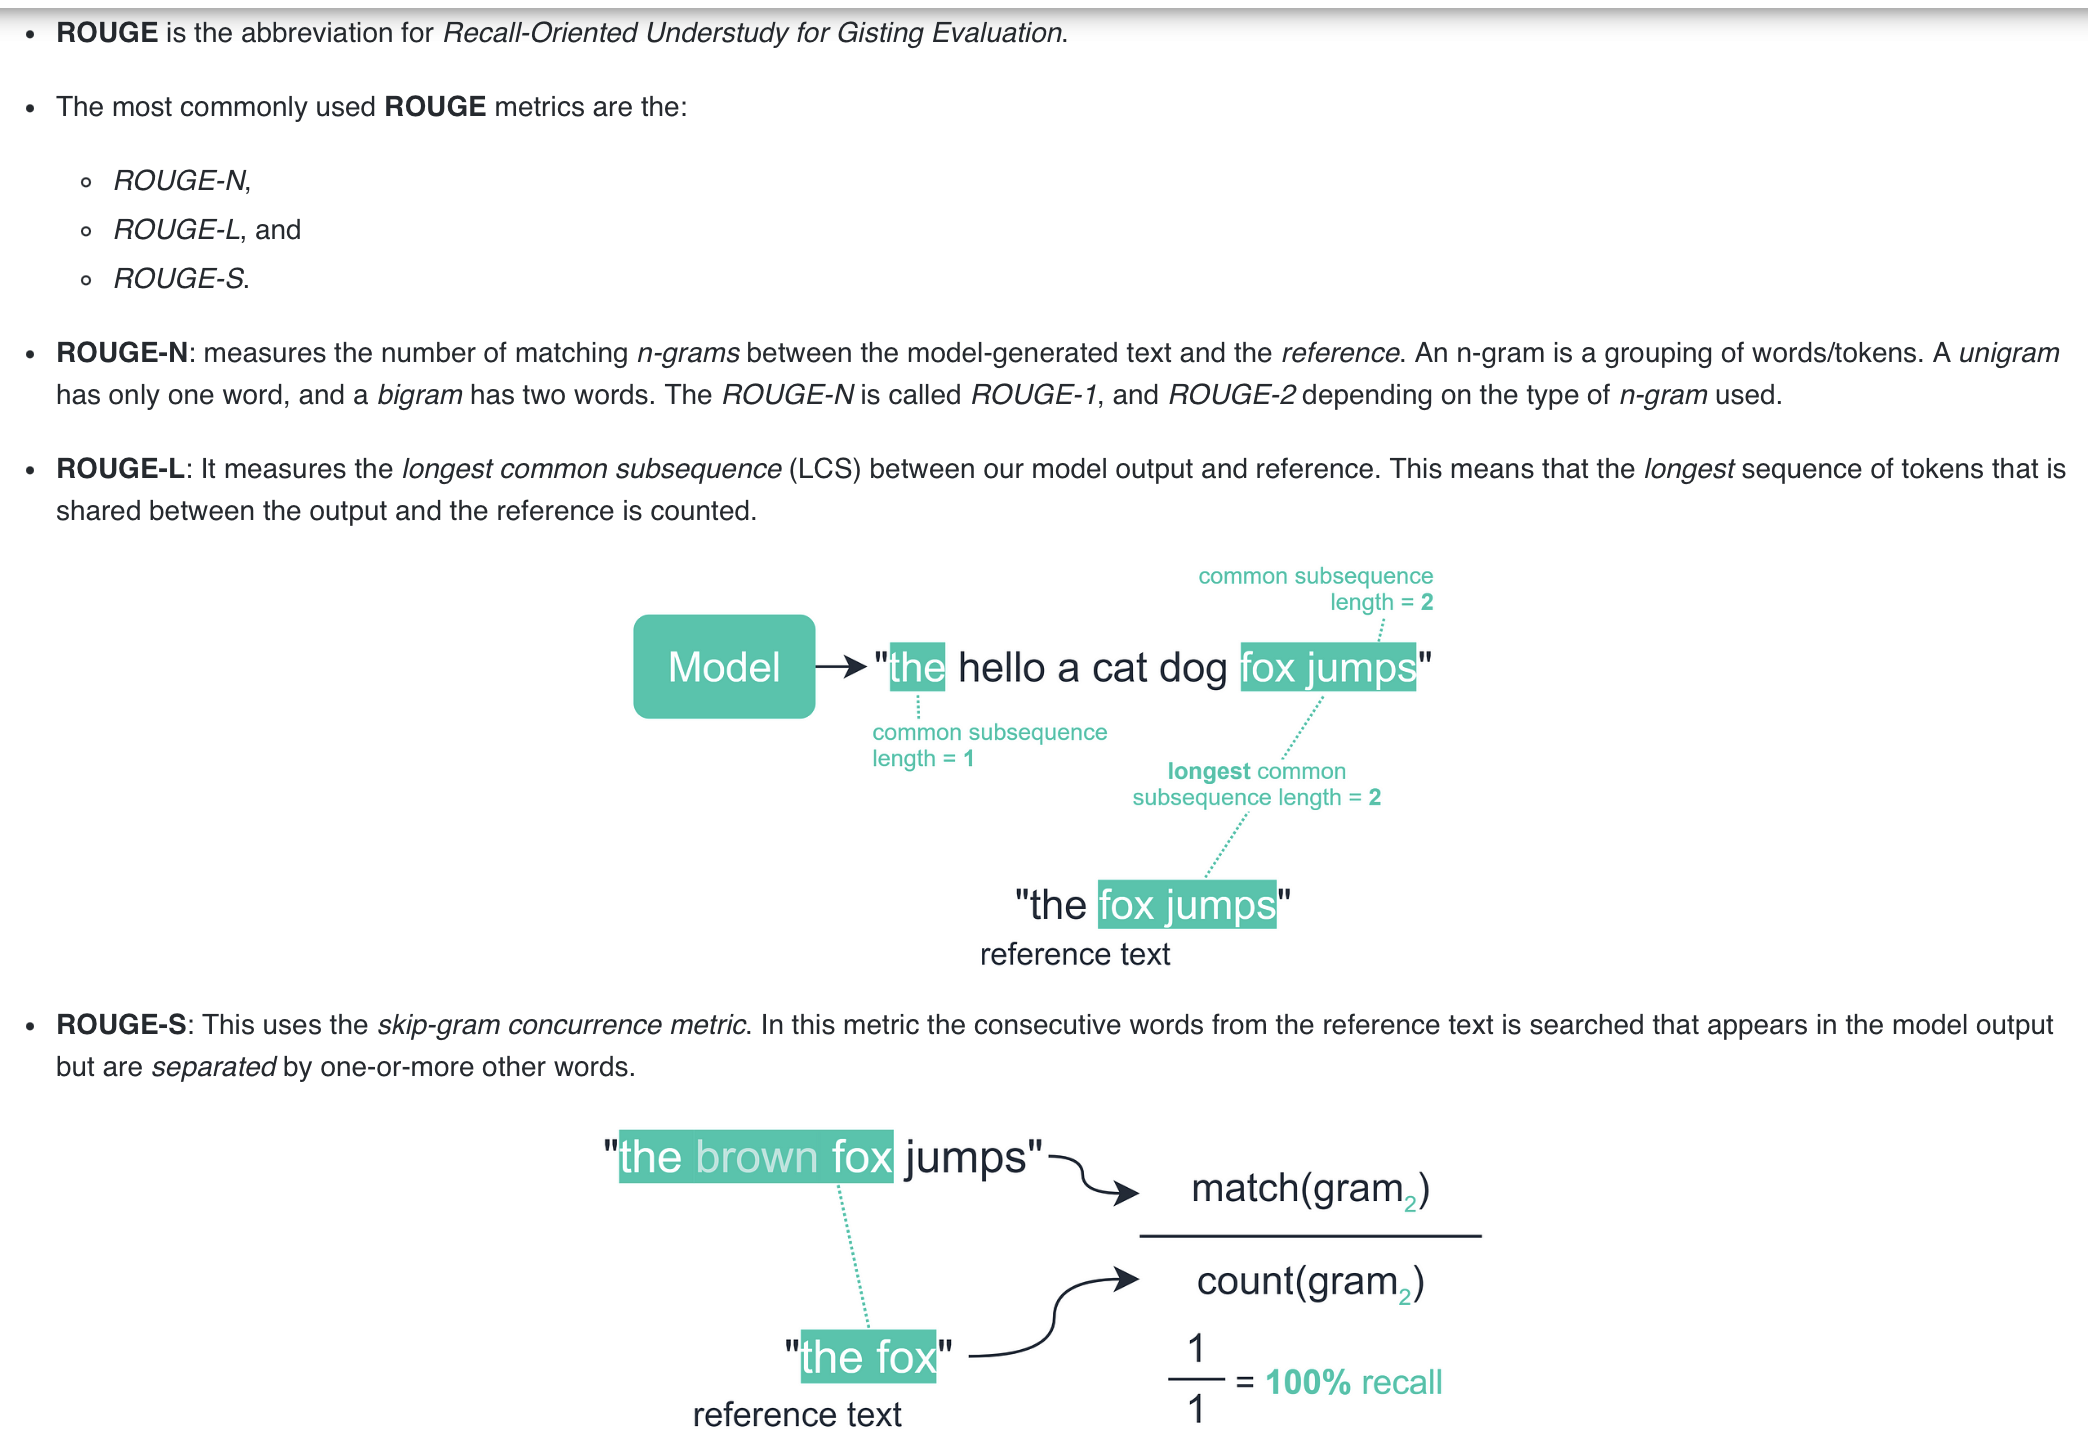 • ROUGE is the abbreviation for Recall-Oriented Understudy for Gisting Evaluation.
• The most commonly used ROUGE metrics are the:
◦ ROUGE-N,
◦ ROUGE-L, and
◦ ROUGE-S.
• ROUGE-N: measures the number of matching n-grams between the model-generated text and the reference. An n-gram is a grouping of words/tokens. A unigram
has only one word, and a bigram has two words. The ROUGE-N is called ROUGE-1, and ROUGE-2 depending on the type of n-gram used.
• ROUGE-L: It measures the longest common subsequence (LCS) between our model output and reference. This means that the longest sequence of tokens that is
shared between the output and the reference is counted.
common subsequence
length = 2
Model
"the hello a cat dog fox jumps"
common subsequence
length = 1
longest common
subsequence length = 2
"the fox jumps"
reference text
• ROUGE-S: This uses the skip-gram concurrence metric. In this metric the consecutive words from the reference text is searched that appears in the model output
but are separated by one-or-more other words.
"the brown fox jumps"
match(gram₂)
count(gram₂)
"the fox"
reference text
1
1
= 100% recall